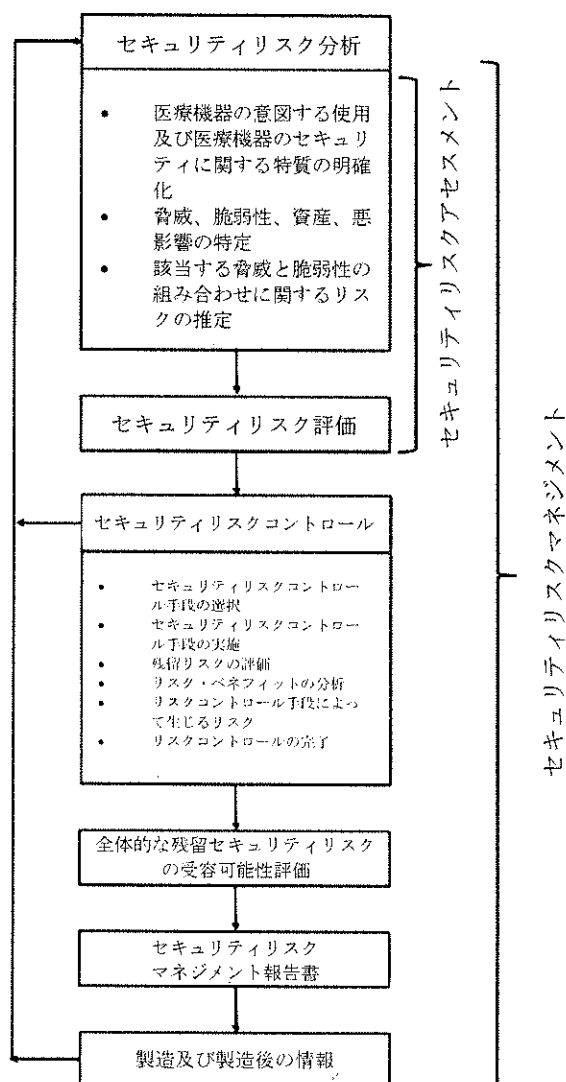 セキュリティリスク分析
• 医療機器の意図する使用
及び医療機器のセキュリ
ティに関する特質の明確
化
• 脅威、脆弱性、資産、悪
影響の特定
• 該当する脅威と脆弱性の
組み合わせに関するリス
クの推定
セキュリティリスク評価
セキュリティリスクアセスメント
セキュリティリスクコントロール
• セキュリティリスクコントロー
ル手段の選択
• セキュリティリスクコントロー
ル手段の実施
• 残留リスクの評価
• リスク・ベネフィットの分析
• リスクコントロール手段によっ
て生じるリスク
• リスクコントロールの完了
全体的な残留セキュリティリスク
の受容可能性評価
セキュリティリスク
マネジメント報告書
製造及び製造後の情報
セキュリティリスクマネジメント